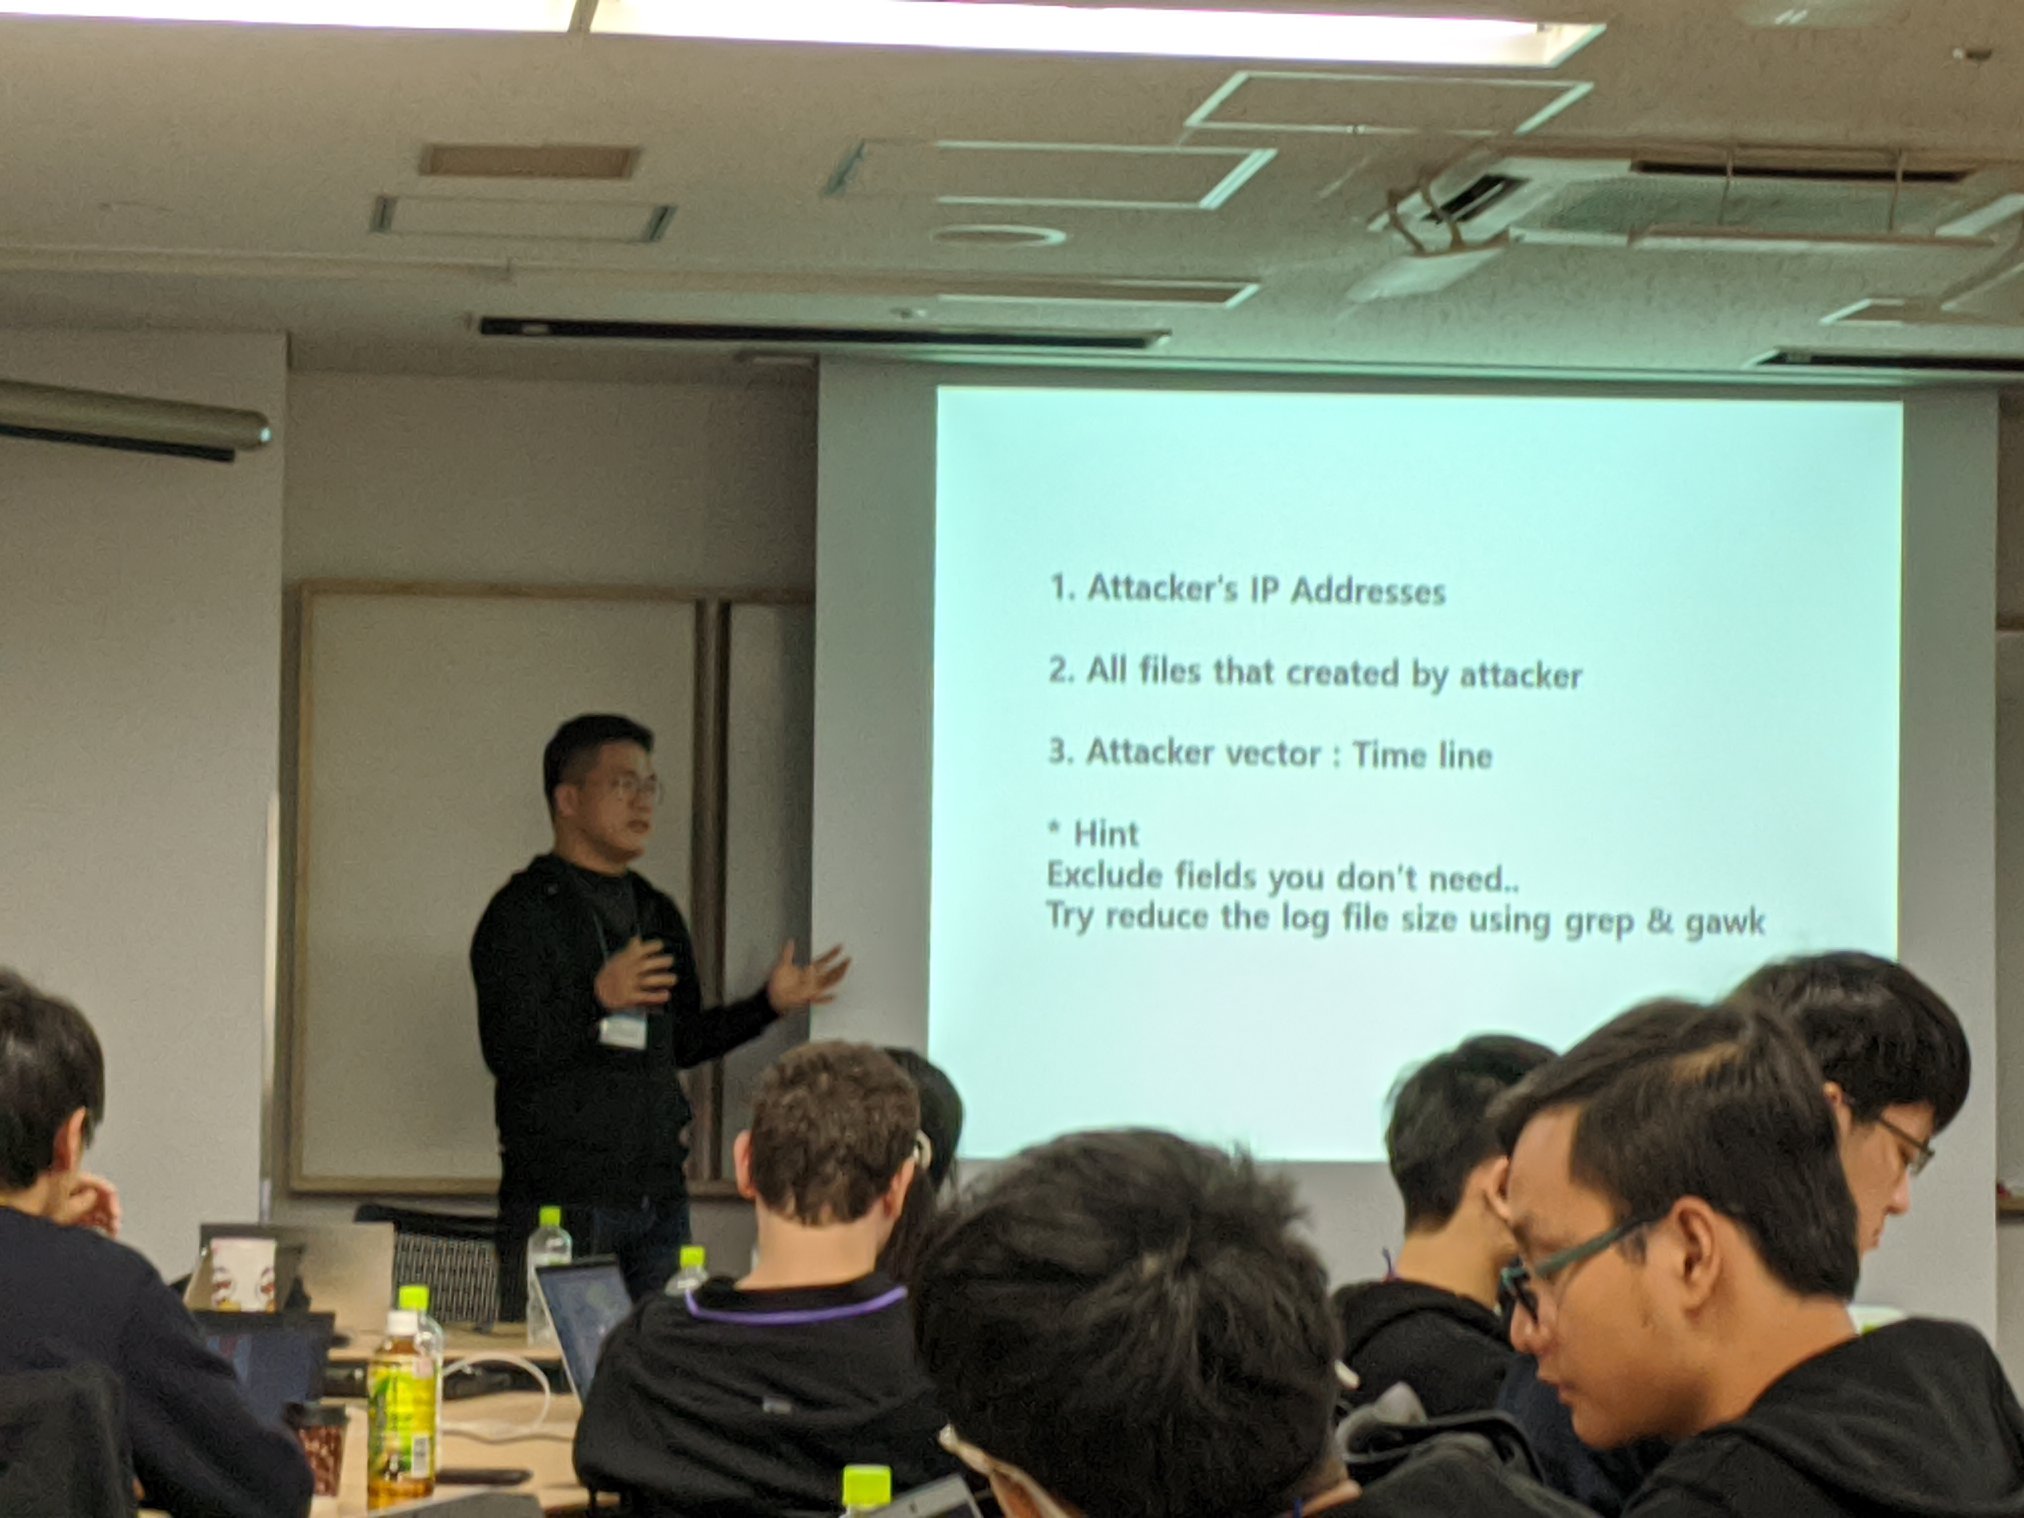 1. Attacker's IP Addresses
2. All files that created by attacker
3. Attacker vector : Time line
* Hint
Exclude fields you don't need..
Try reduce the log file size using grep & gawk